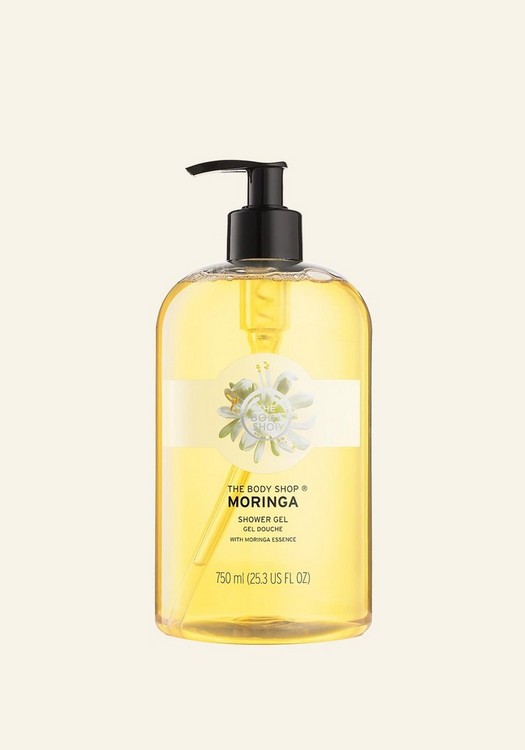 THE
BODY
SHOP
THE BODY SHOP ®
MORINGA
SHOWER GEL
GEL DOUCHE
WITH MORINGA ESSENCE
750 ml (25.3 US FL OZ)